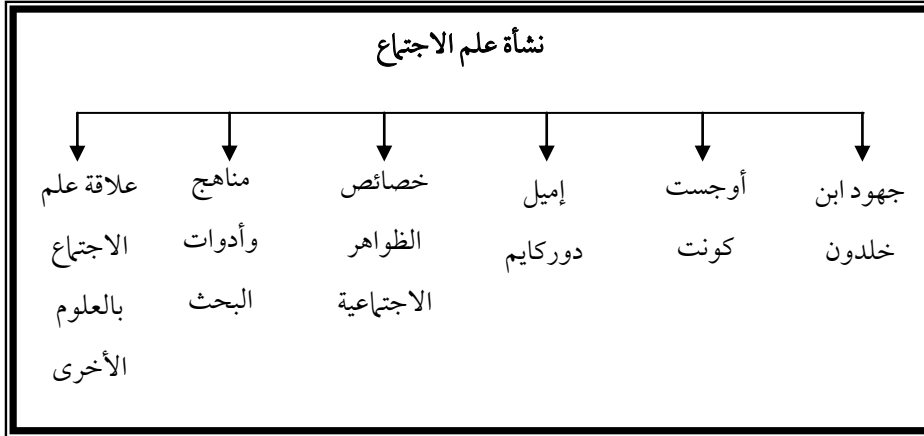 نشأة علم الاجتماع
جهود ابن
خلدون
أوجست
كونت
إميل
دوركايم
خصائص
الظواهر
الاجتماعية
مناهج
وأدوات
البحث
علاقة علم
الاجتماع
بالعلوم
الأخرى